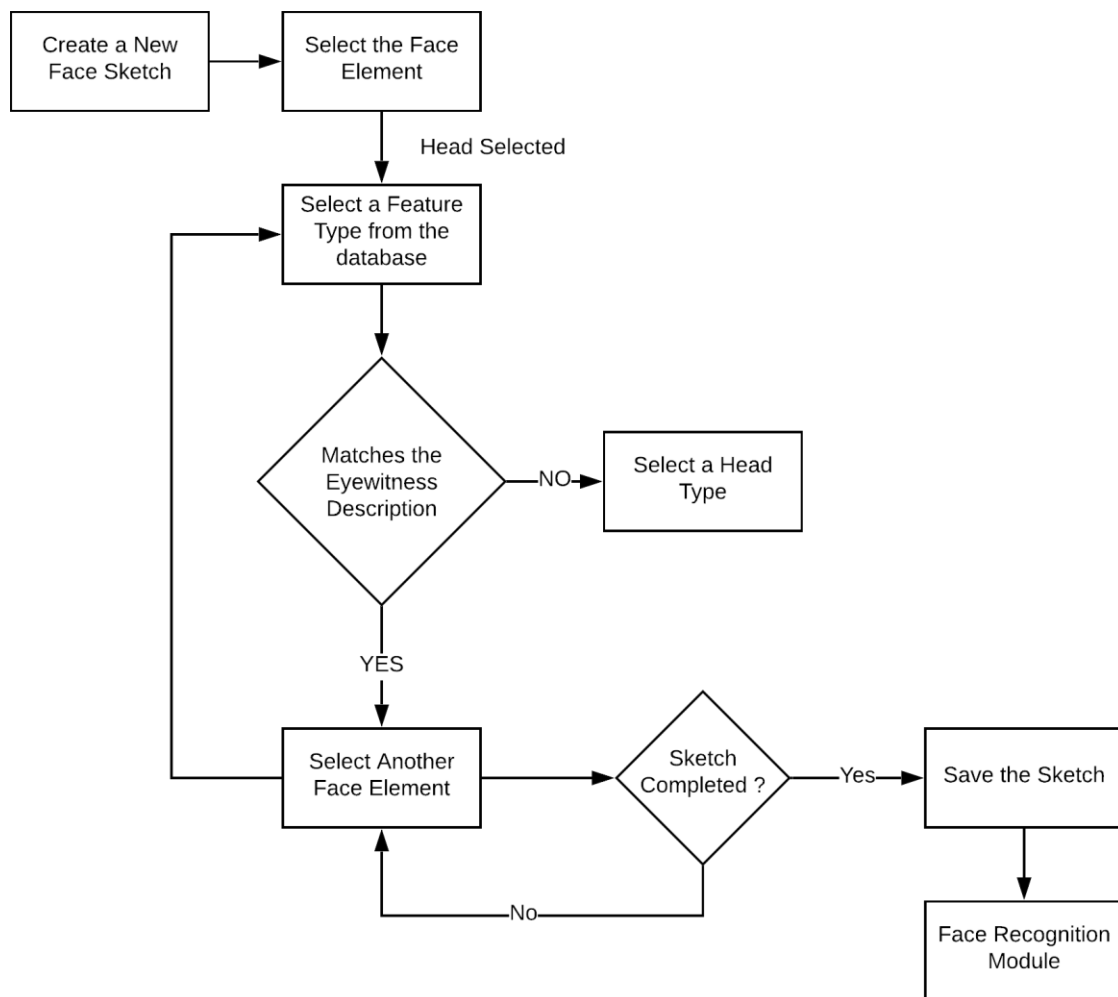 Create a New
Face Sketch
Select the Face
Element
Head Selected
Select a Feature
Type from the
database
Matches the
Eyewitness
Description
NO
Select a Head
Type
YES
Select Another
Face Element
Sketch
Completed ?
Yes
Save the Sketch
No
Face Recognition
Module